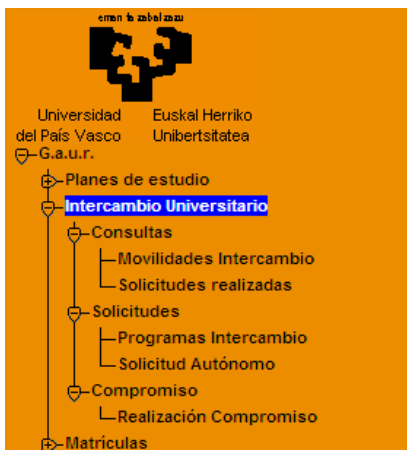 eman ta zabal zazu
Universidad Euskal Herriko
del País Vasco Unibertsitatea
G.a.u.r.
Planes de estudio
Intercambio Universitario
Consultas
Movilidades Intercambio
Solicitudes realizadas
Solicitudes
Programas Intercambio
Solicitud Autónomo
Compromiso
Realización Compromiso
Matrículas